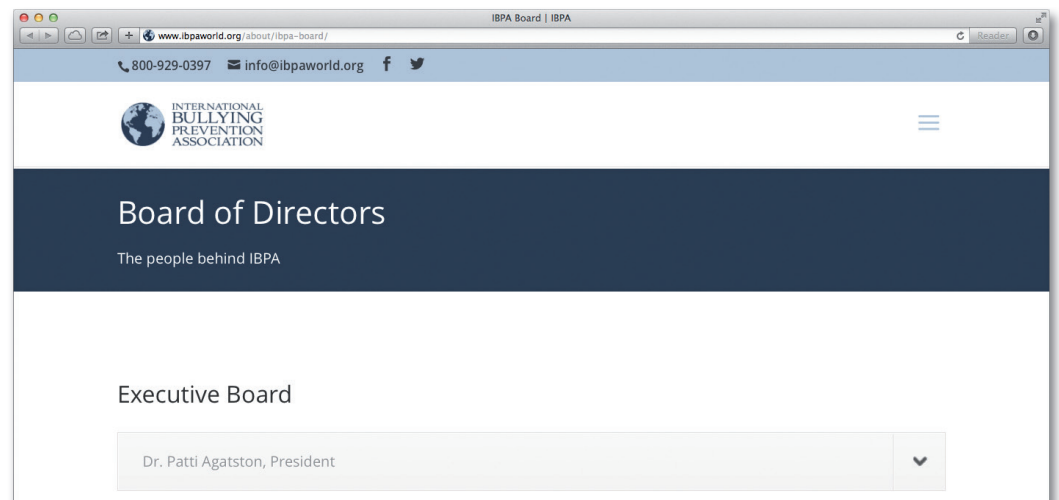 IBPA Board | IBPA
www.ibpaworld.org/about/ibpa-board/
Reader
800-929-0397 info@ibpaworld.org
INTERNATIONAL
BULLYING
PREVENTION
ASSOCIATION
Board of Directors
The people behind IBPA
Executive Board
Dr. Patti Agatston, President